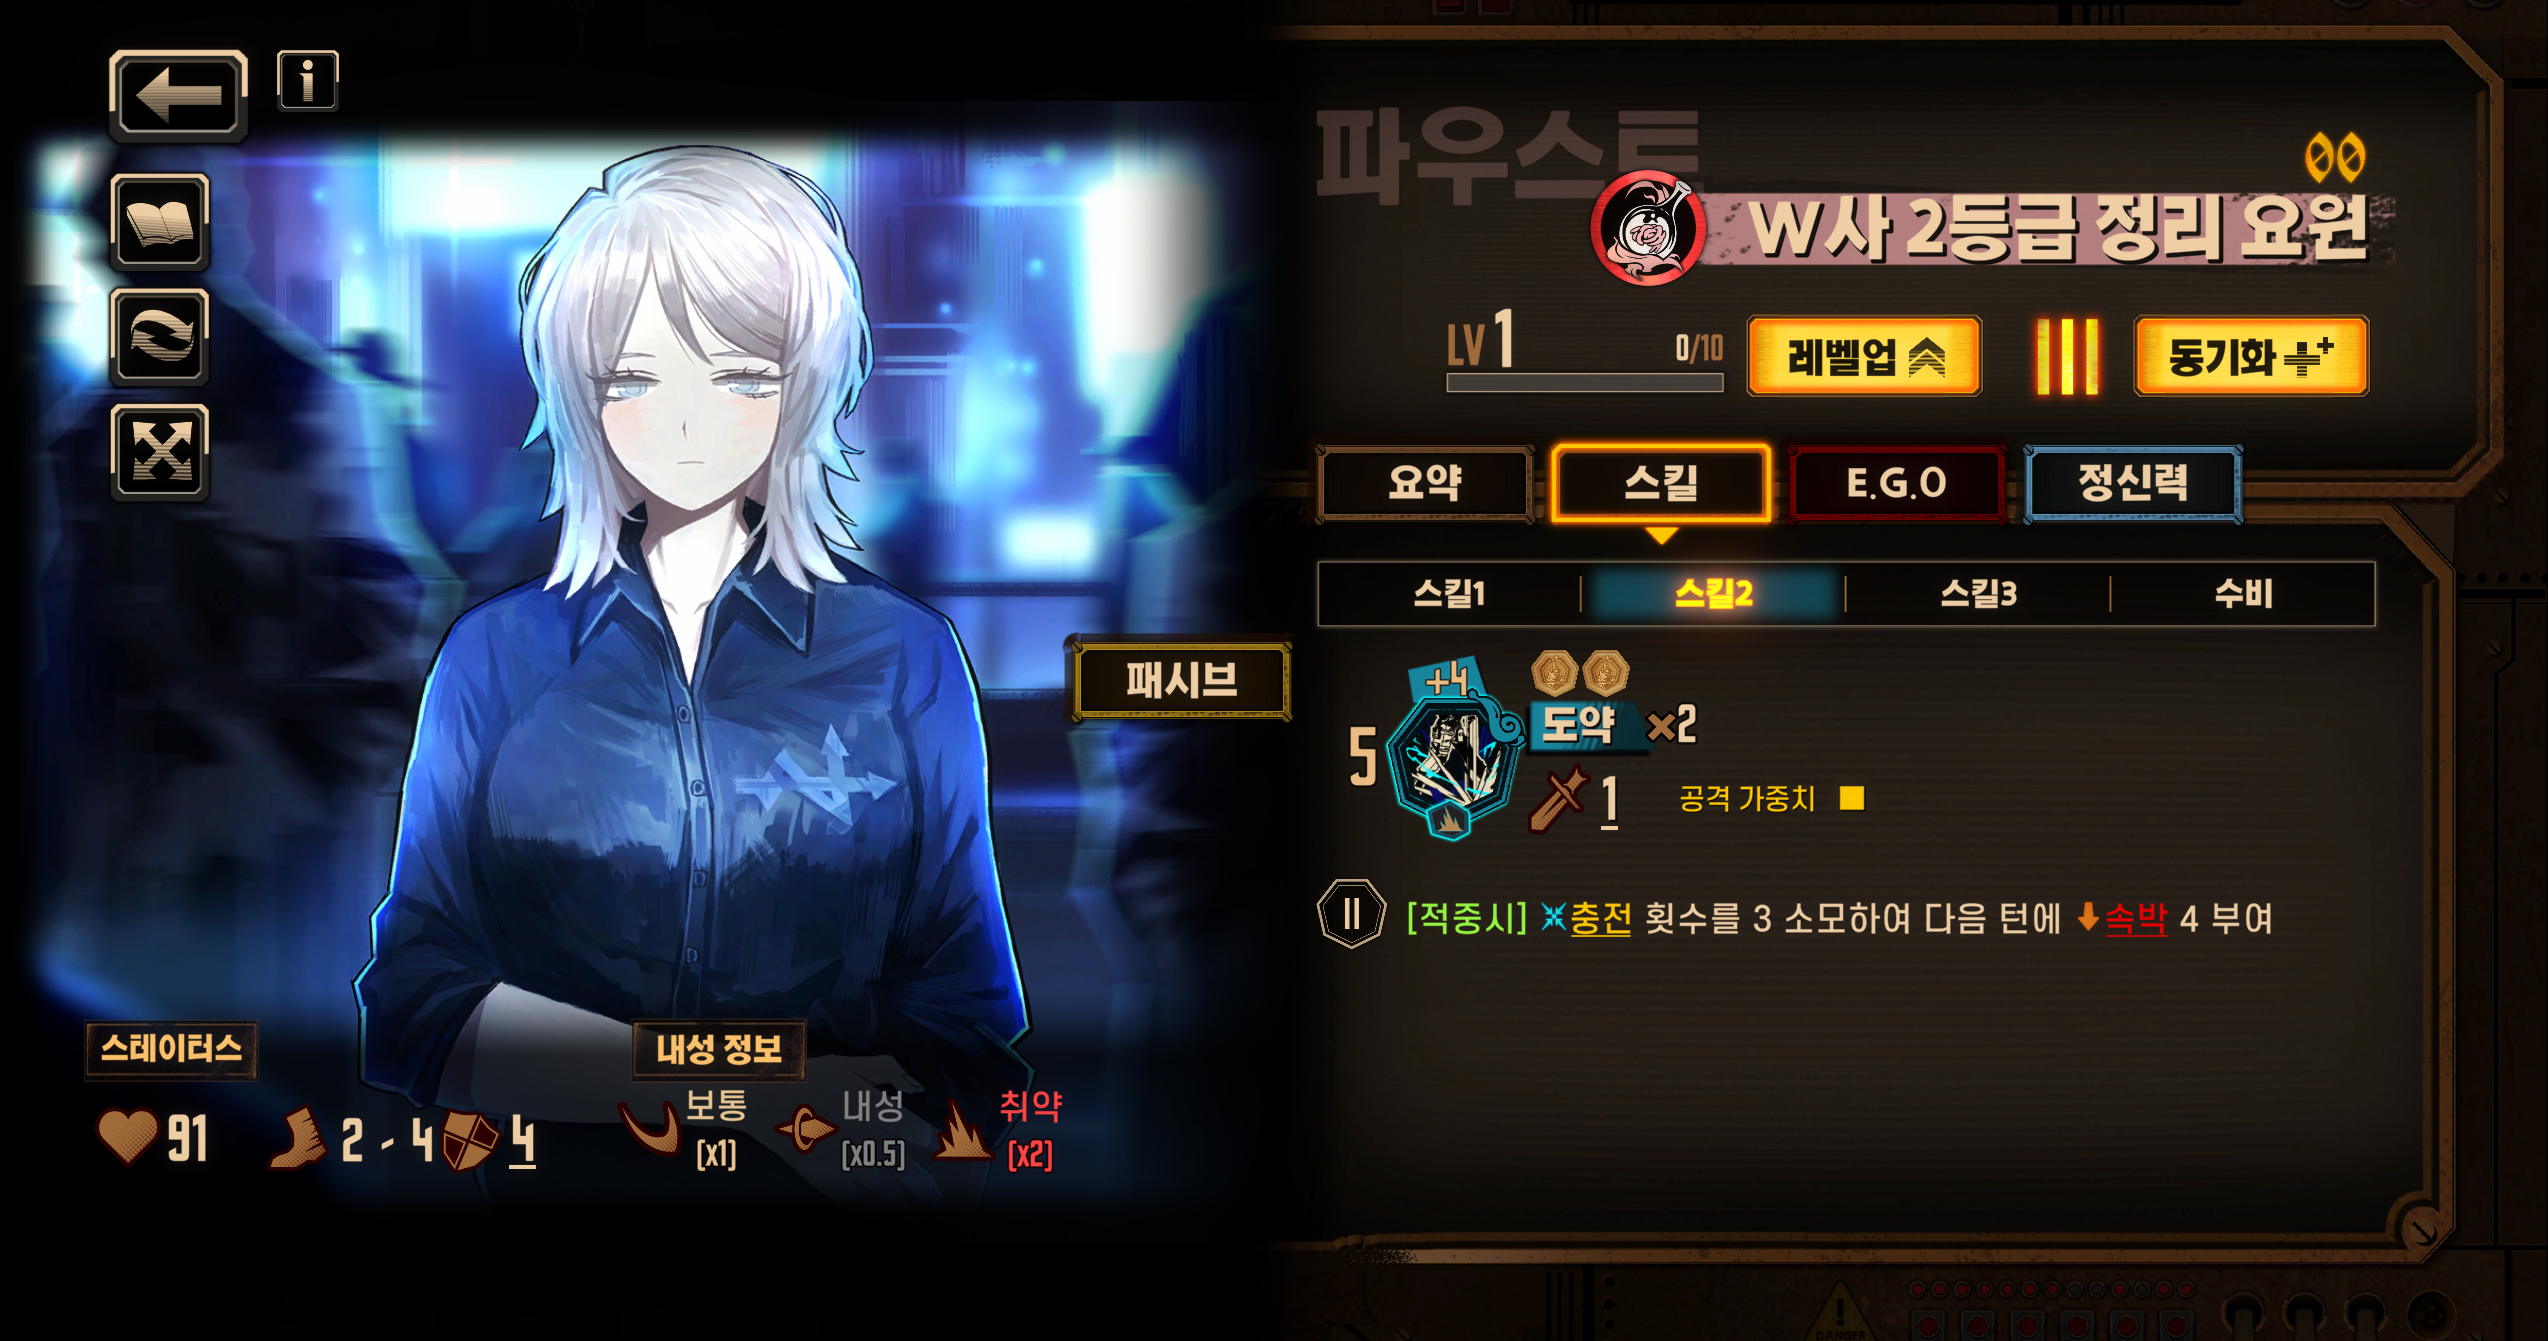 파우스트
W사 2등급 정리 요원
LV 1
0/10
레벨업
동기화
요약
스킬
E.G.O
정신력
스킬1
스킬2
스킬3
수비
패시브
+4
5
도약 ×2
1
공격 가중치
II
[적중시] 충전 횟수를 3 소모하여 다음 턴에 속박 4 부여
스테이터스
내성 정보
91
2 - 4
4
보통
[x1]
내성
[x0.5]
취약
[x2]
DANGER